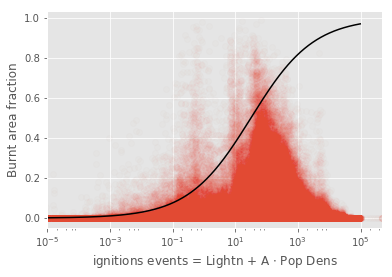 1.0
0.8
0.6
0.4
0.2
0.0
Burnt area fraction
10⁻⁵ 10⁻³ 10⁻¹ 10¹ 10³ 10⁵
ignitions events = Lightn + A · Pop Dens